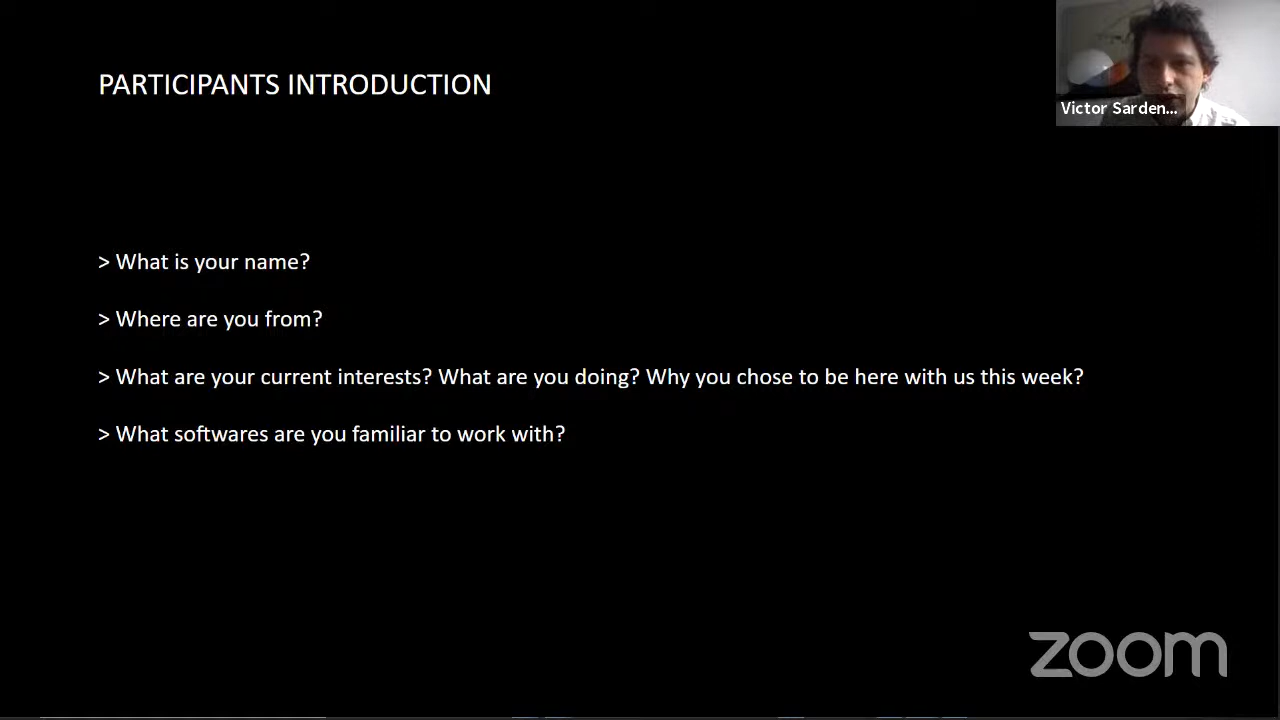 PARTICIPANTS INTRODUCTION
Victor Sarden...
> What is your name?
> Where are you from?
> What are your current interests? What are you doing? Why you chose to be here with us this week?
> What softwares are you familiar to work with?
zoom